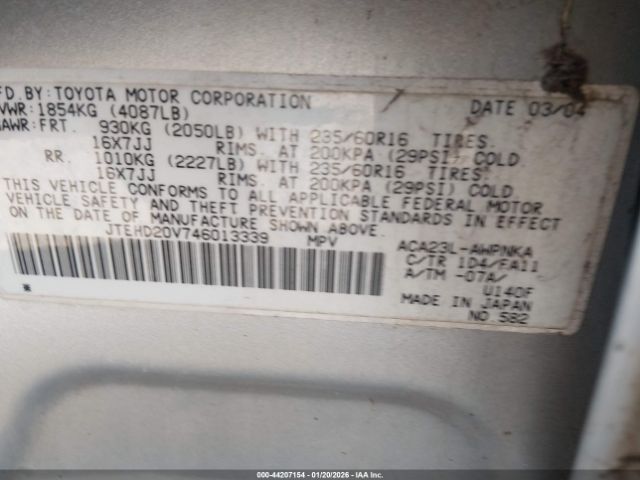 FD. BY: TOYOTA MOTOR CORPORATION DATE 03/04
VWR: 1854KG (4087LB)
AWR: FRT. 930KG (2050LB) WITH 235/60R16 TIRES.
16X7JJ RIMS. AT 200KPA (29PSI) COLD
RR. 1010KG (2227LB) WITH 235/60R16 TIRES.
16X7JJ RIMS. AT 200KPA (29PSI) COLD
THIS VEHICLE CONFORMS TO ALL APPLICABLE FEDERAL MOTOR
VEHICLE SAFETY AND THEFT PREVENTION STANDARDS IN EFFECT
ON THE DATE OF MANUFACTURE SHOWN ABOVE.
JTEHD20V746013339 MPV ACA23L-AWPNKA
C/TR 1D4/EA11
A/TM -07A/
U140F
MADE IN JAPAN
NO.582
000-44207154 - 01/20/2026 - IAA Inc.